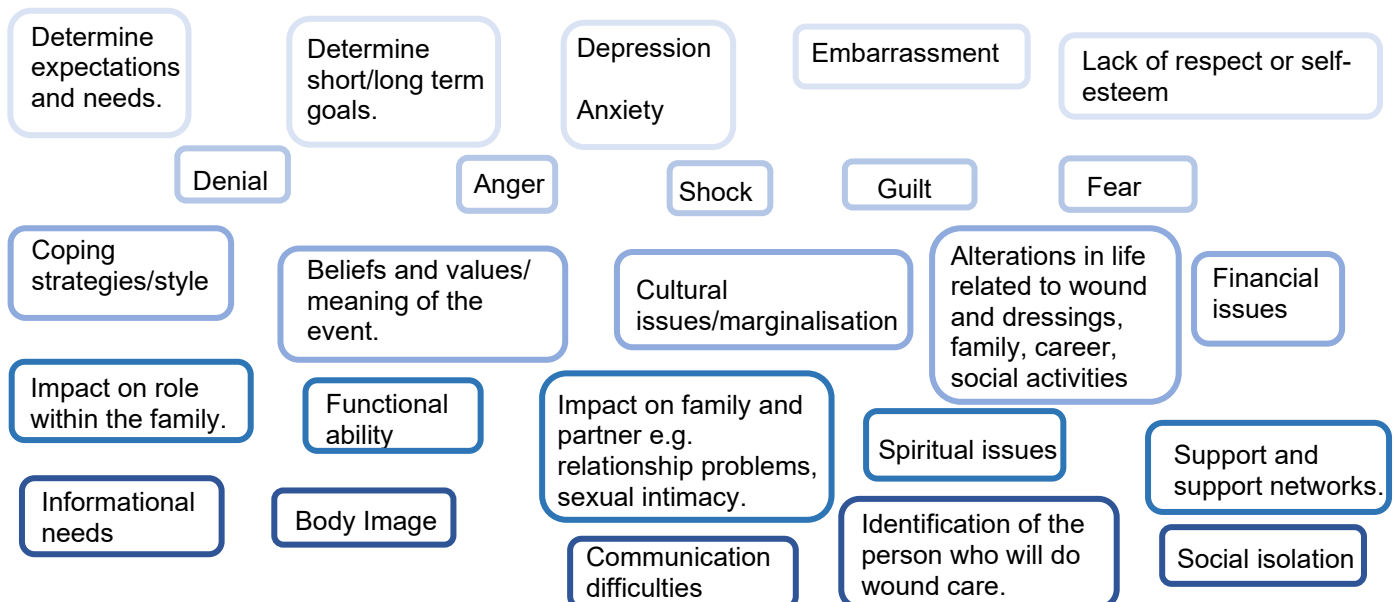 Determine
expectations
and needs.
Determine
short/long term
goals.
Depression
Anxiety
Embarrassment
Lack of respect or self-
esteem
Denial
Anger
Shock
Guilt
Fear
Coping
strategies/style
Beliefs and values/
meaning of the
event.
Cultural
issues/marginalisation
Alterations in life
related to wound
and dressings,
family, career,
social activities
Financial
issues
Impact on role
within the family.
Functional
ability
Impact on family and
partner e.g.
relationship problems,
sexual intimacy.
Spiritual issues
Support and
support networks.
Informational
needs
Body Image
Communication
difficulties
Identification of the
person who will do
wound care.
Social isolation